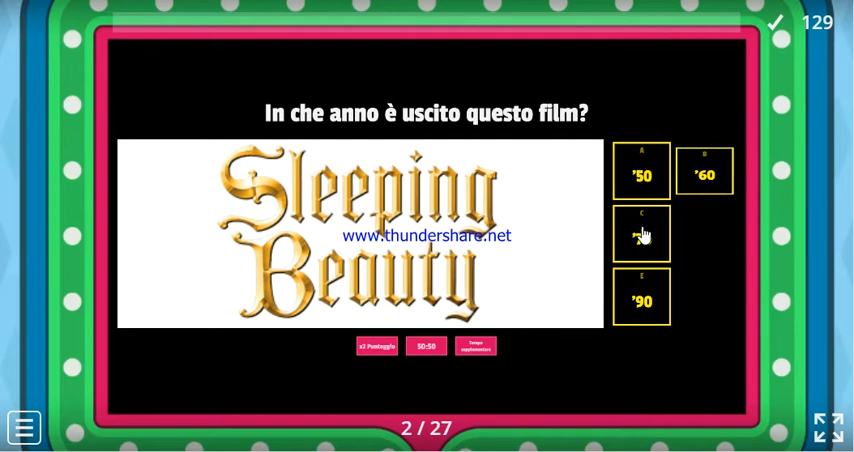 129
In che anno è uscito questo film?
Sleeping
Beauty
www.thundershare.net
A
'50
B
'60
C
E
'90
x2 Punteggio
50:50
Tempo
supplementare
2 / 27